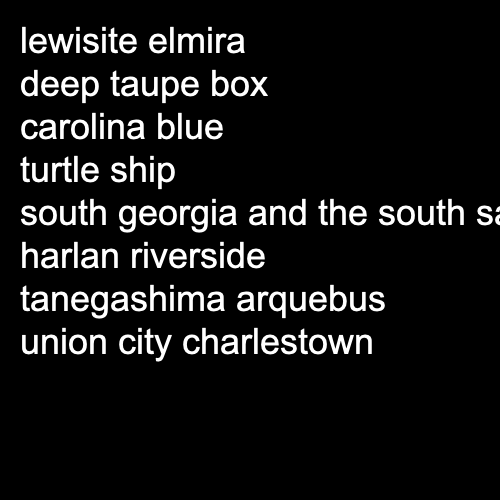 lewisite elmira
deep taupe box
carolina blue
turtle ship
south georgia and the south
harlan riverside
tanegashima arquebus
union city charlestown